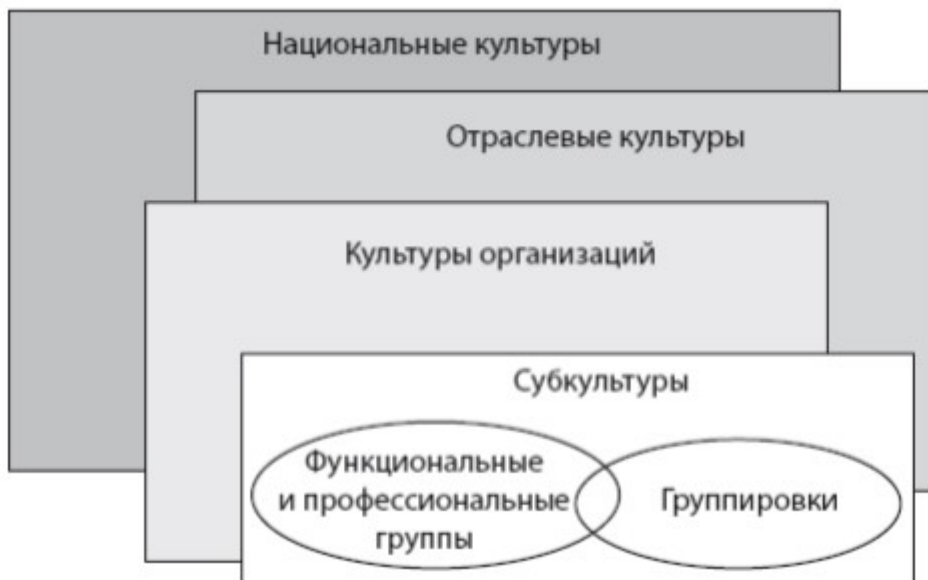 Национальные культуры
Отраслевые культуры
Культуры организаций
Субкультуры
Функциональные
и профессиональные
группы
Группировки